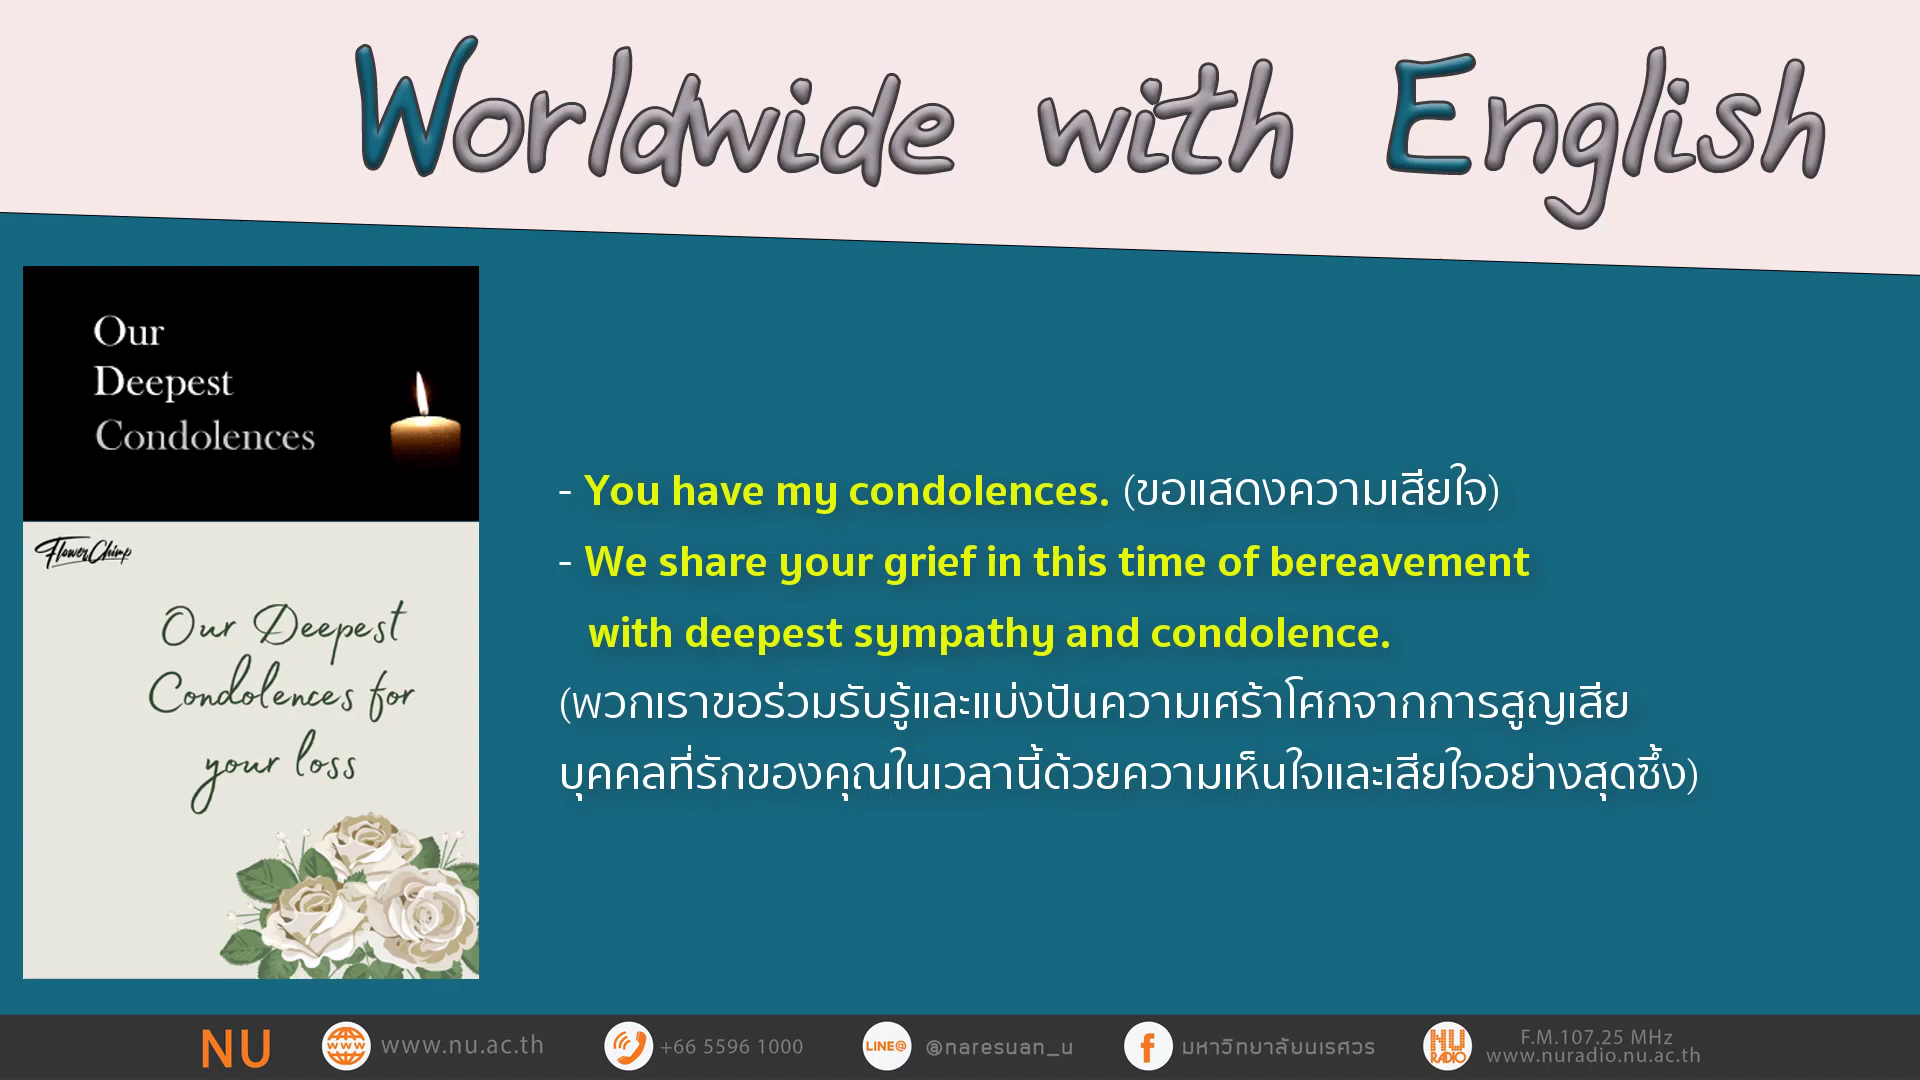 Worldwide with English
Our
Deepest
Condolences
FlowerChimp
Our Deepest
Condolences for
your loss
- You have my condolences. (ขอแสดงความเสียใจ)
- We share your grief in this time of bereavement
with deepest sympathy and condolence.
(พวกเราขอร่วมรับรู้และแบ่งปันความเศร้าโศกจากการสูญเสีย
บุคคลที่รักของคุณในเวลานี้ด้วยความเห็นใจและเสียใจอย่างสุดซึ้ง)
NU
WWW
www.nu.ac.th
+66 5596 1000
LINE@
@naresuan_u
f
มหาวิทยาลัยนเรศวร
NU
RADIO
F.M.107.25 MHz
www.nuradio.nu.ac.th